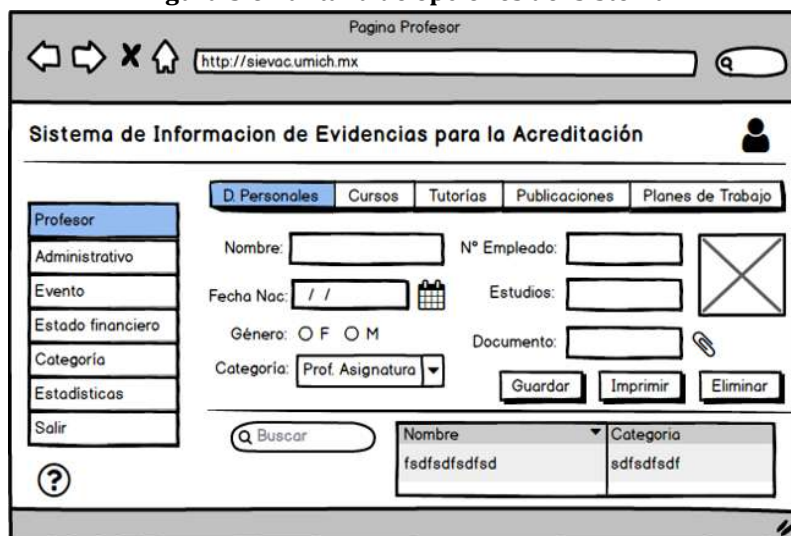 Pagina Profesor
http://sievac.umich.mx
Sistema de Informacion de Evidencias para la Acreditación
D. Personales Cursos Tutorías Publicaciones Planes de Trabajo
Profesor
Administrativo
Evento
Estado financiero
Categoría
Estadísticas
Salir
Nombre: N° Empleado:
Fecha Nac: / / Estudios:
Género: F M Documento:
Categoría: Prof. Asignatura
Guardar Imprimir Eliminar
Buscar
Nombre Categoria
fsdfsdfsdfsd sdfsdfsdf
?